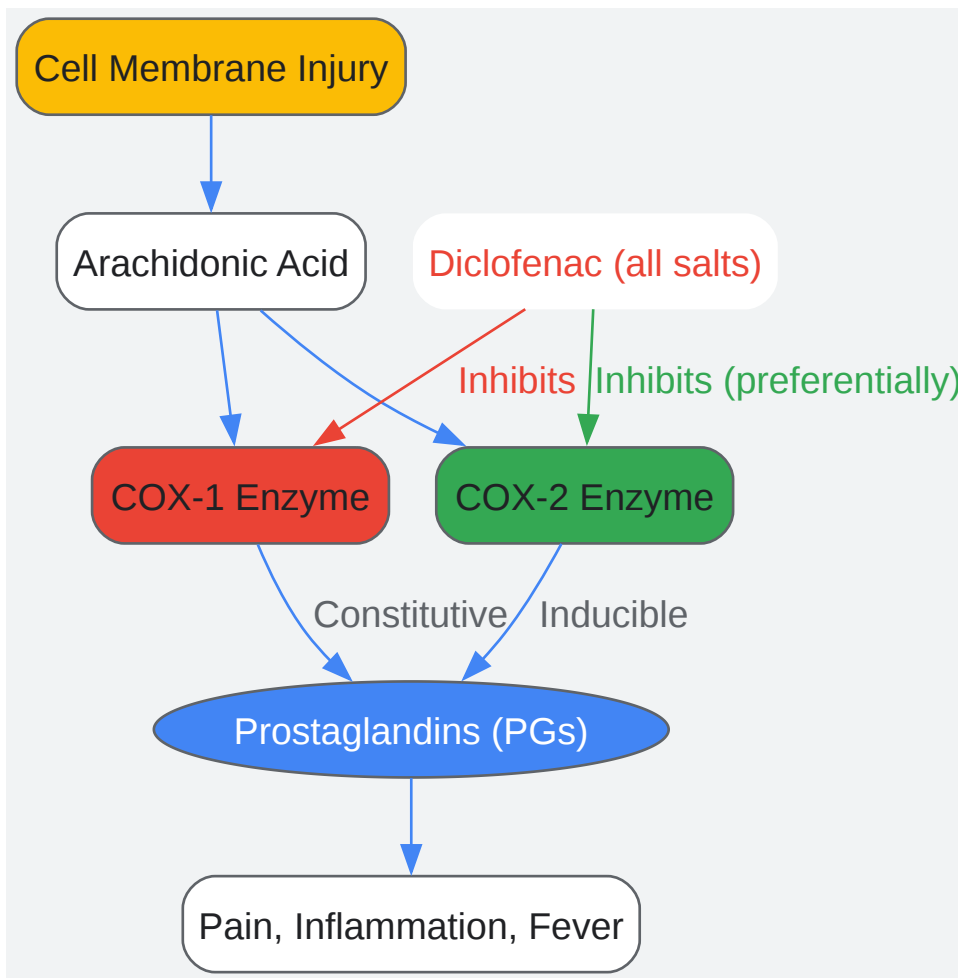 Cell Membrane Injury
Arachidonic Acid
Diclofenac (all salts)
Inhibits
Inhibits (preferentially)
COX-1 Enzyme
COX-2 Enzyme
Constitutive
Inducible
Prostaglandins (PGs)
Pain, Inflammation, Fever